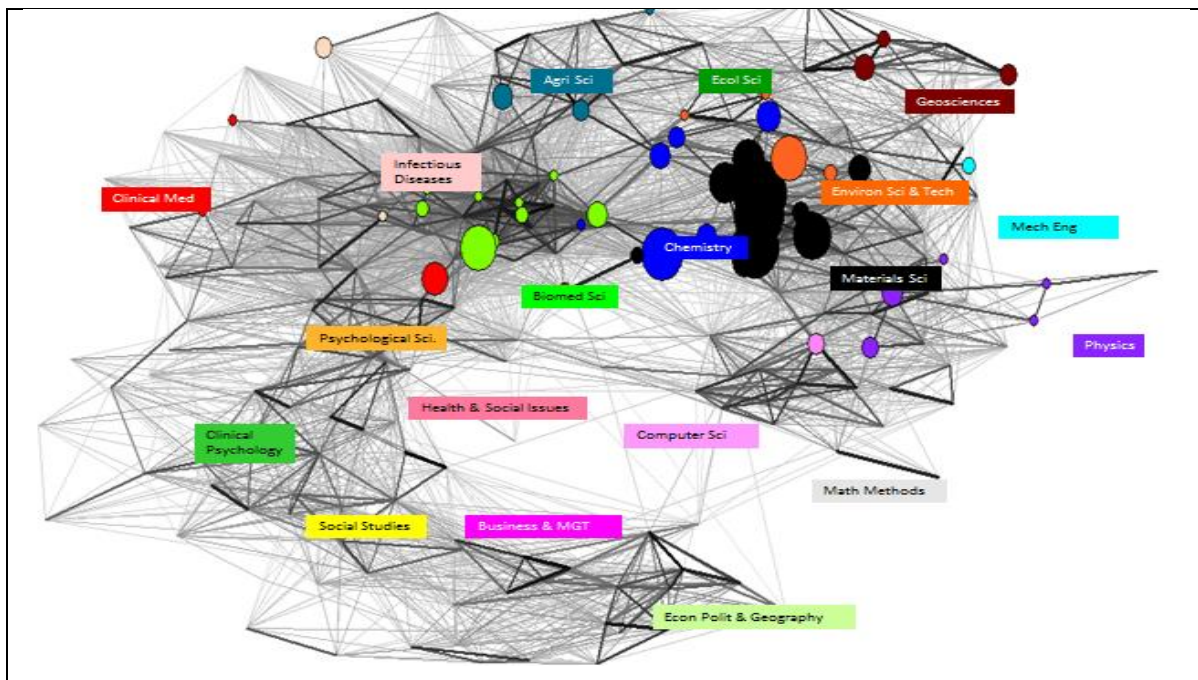 Agri Sci
Ecol Sci
Geosciences
Infectious
Diseases
Clinical Med
Environ Sci & Tech
Mech Eng
Chemistry
Materials Sci
Biomed Sci
Psychological Sci.
Physics
Health & Social Issues
Clinical
Psychology
Computer Sci
Math Methods
Social Studies
Business & MGT
Econ Polit & Geography